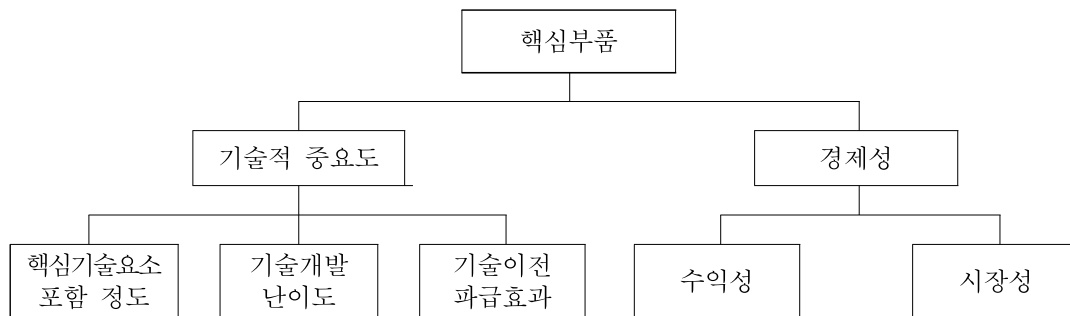 핵심부품
기술적 중요도
경제성
핵심기술요소
포함 정도
기술개발
난이도
기술이전
파급효과
수익성
시장성